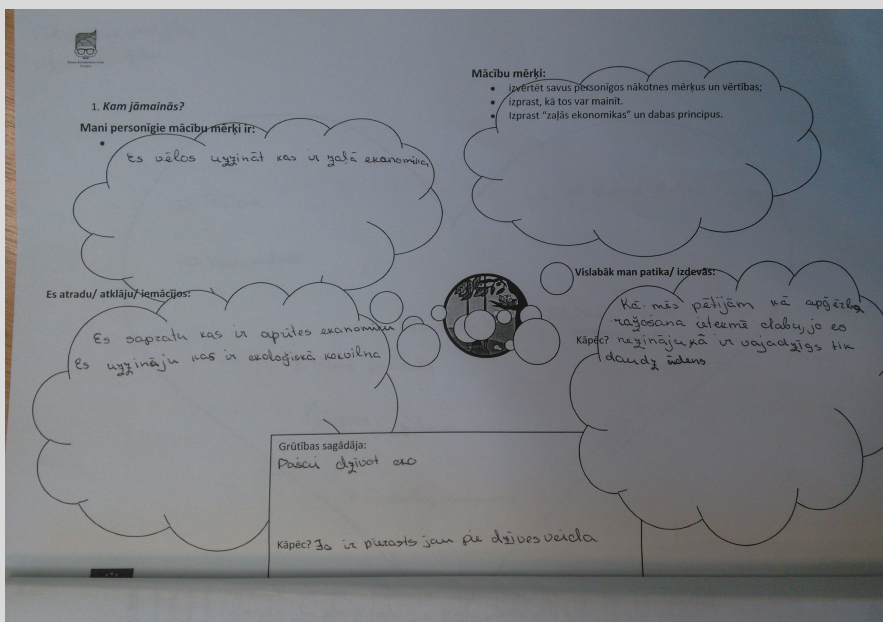 1. Kam jāmainās?
Mani personīgie mācību mērķi ir:
Es vēlos uzzināt kas ir zaļā ekonomika
Mācību mērķi:
izvērtēt savus personīgos nākotnes mērķus un vērtības;
izprast, kā tos var mainīt.
Izprast “zaļās ekonomikas” un dabas principus.
Es atradu/ atklāju/ iemācījos:
Es sapratu kas ir aprites ekonomika
Es uzzināju kas ir ekoloģiskā kokvilna
Vislabāk man patika/ izdevās:
Kā mēs pētījām kā apģērba
ražošana ietekmē dabu, jo es
Kāpēc? nezināju kā ir vajadzīgs tik
daudz ūdens
Grūtības sagādāja:
Pašai dzīvot eko
Kāpēc? Jo ir pierasts jau pie dzīves veida